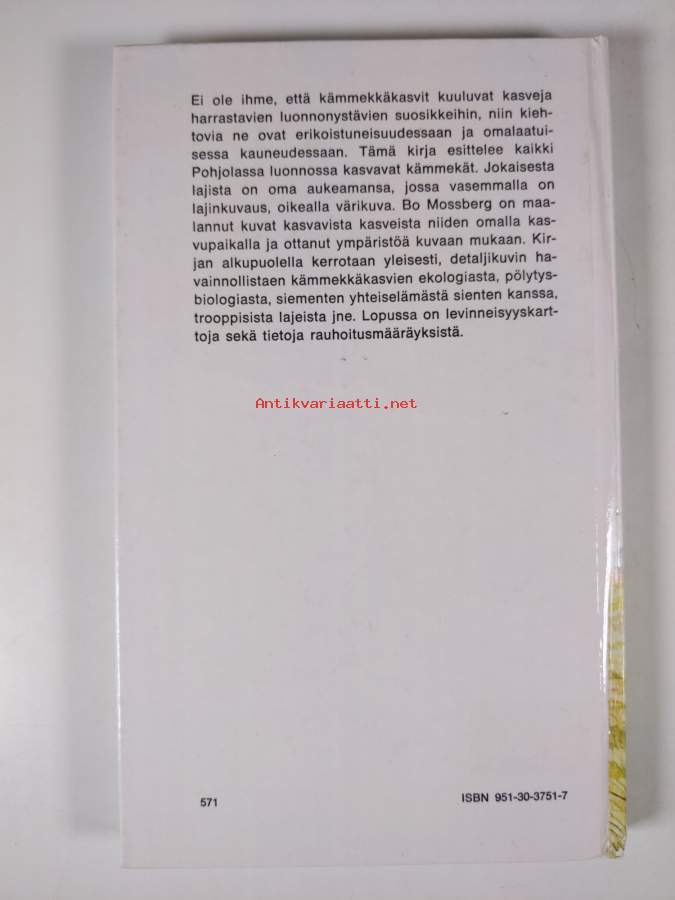 Ei ole ihme, että kämmekkäkasvit kuuluvat kasveja
harrastavien luonnonystävien suosikkeihin, niin kieh-
tovia ne ovat erikoistuneisuudessaan ja omalaatui-
sessa kauneudessaan. Tämä kirja esittelee kaikki
Pohjolassa luonnossa kasvavat kämmekät. Jokaisesta
lajista on oma aukeamansa, jossa vasemmalla on
lajinkuvaus, oikealla värikuva. Bo Mossberg on maa-
lannut kuvat kasvavista kasveista niiden omalla kas-
vupaikalla ja ottanut ympäristöä kuvaan mukaan. Kir-
jan alkupuolella kerrotaan yleisesti, detaljikuvin ha-
vainnollistaen kämmekkäkasvien ekologiasta, pölytys-
biologiasta, siementen yhteiselämästä sienten kanssa,
trooppisista lajeista jne. Lopussa on levinneisyyskart-
toja sekä tietoja rauhoitusmääräyksistä.
Antikvariaatti.net
571
ISBN 951-30-3751-7